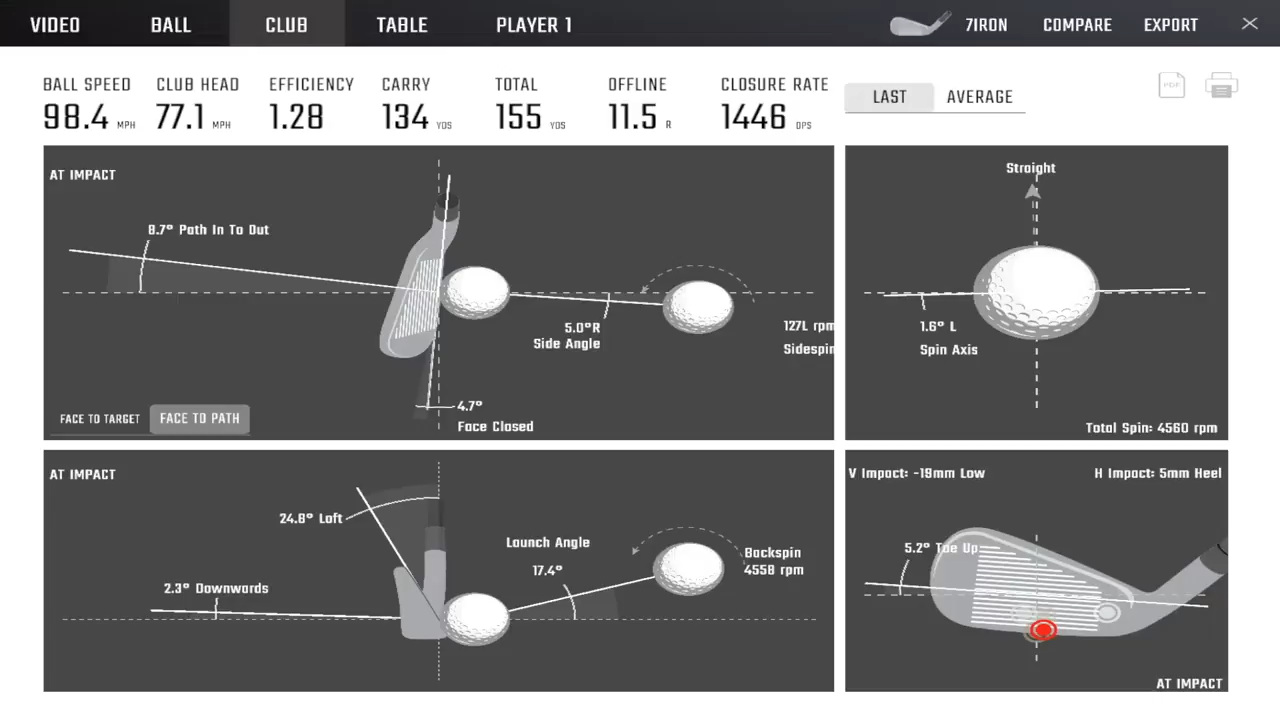 VIDEO
BALL
CLUB
TABLE
PLAYER 1
7IRON
COMPARE
EXPORT
BALL SPEED
98.4 MPH
CLUB HEAD
77.1 MPH
EFFICIENCY
1.28
CARRY
134 YDS
TOTAL
155 YDS
OFFLINE
11.5 R
CLOSURE RATE
1446 DPS
LAST
AVERAGE
PDF
AT IMPACT
8.7° Path In To Out
5.0°R
Side Angle
127L rpm
Sidespin
4.7°
Face Closed
FACE TO TARGET
FACE TO PATH
Straight
1.6° L
Spin Axis
Total Spin: 4560 rpm
AT IMPACT
24.8° Loft
Launch Angle
17.4°
Backspin
4558 rpm
2.3° Downwards
V Impact: -19mm Low
H Impact: 5mm Heel
5.2° Toe Up
AT IMPACT